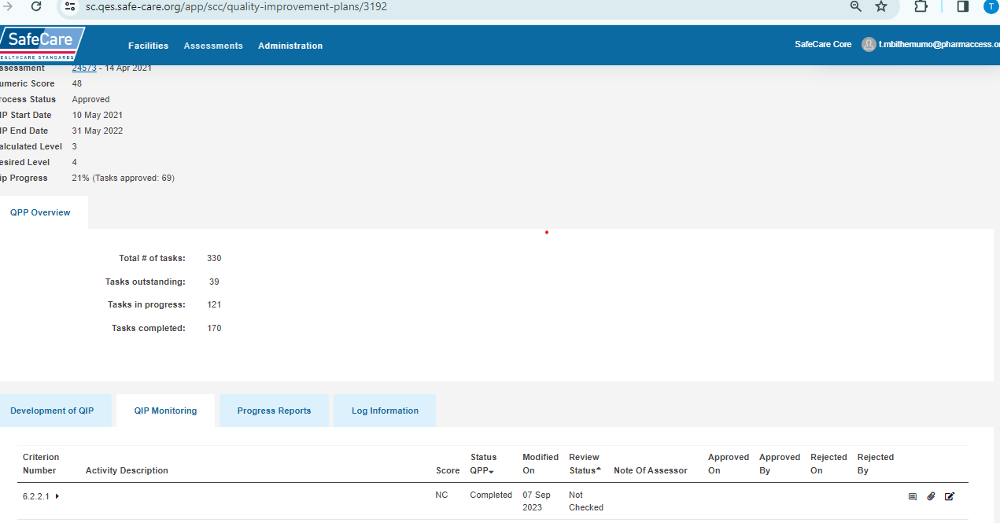 sc.qes.safe-care.org/app/scc/quality-improvement-plans/3192
T
SafeCare
EALTHCARE STANDARDS
Facilities Assessments Administration
SafeCare Core t.mbithemumo@pharmaccess.o
ssessment 24573 - 14 Apr 2021
umeric Score 48
rocess Status Approved
IP Start Date 10 May 2021
IP End Date 31 May 2022
alculated Level 3
esired Level 4
ip Progress 21% (Tasks approved: 69)
QPP Overview
Total # of tasks: 330
Tasks outstanding: 39
Tasks in progress: 121
Tasks completed: 170
Development of QIP QIP Monitoring Progress Reports Log Information
Criterion Number Activity Description Score Status QPP Modified On Review Status Note Of Assessor Approved On Approved By Rejected On Rejected By
6.2.2.1 NC Completed 07 Sep 2023 Not Checked